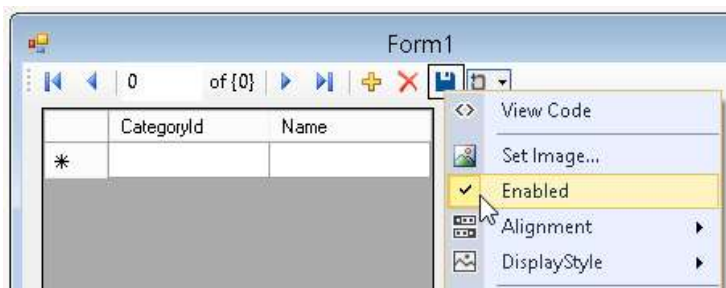 Form1
0 of {0}
CategoryId Name
View Code
Set Image...
Enabled
Alignment
DisplayStyle